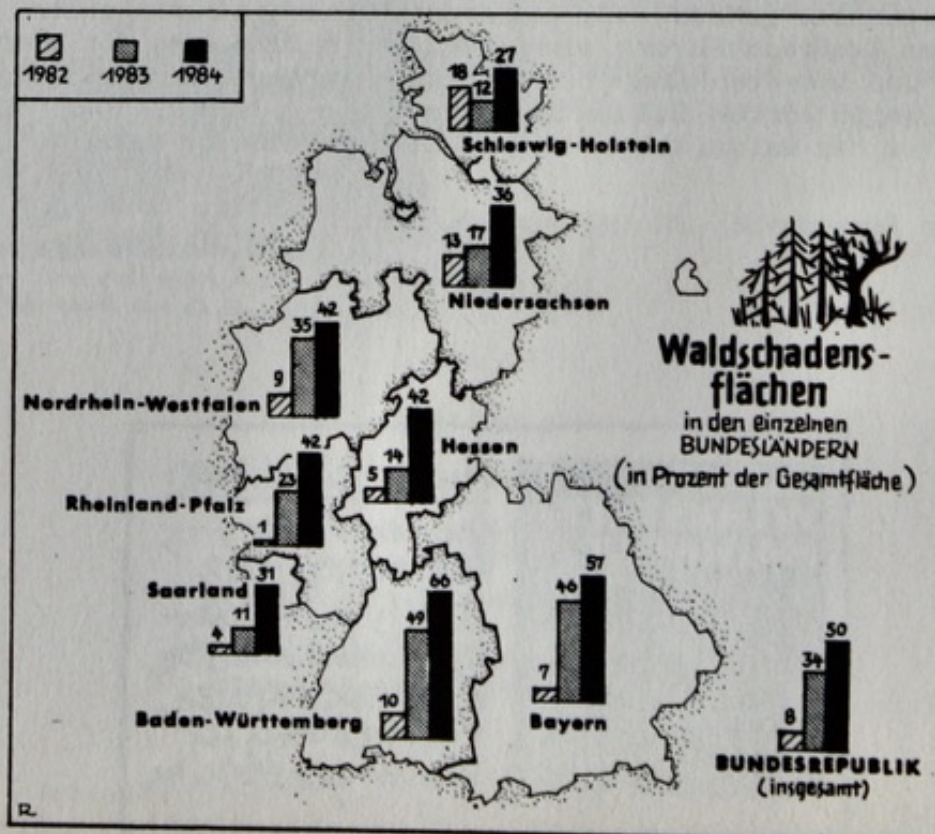 1982 1983 1984
18 12 27
Schleswig-Holstein
13 17 36
Niedersachsen
9 35 42
Nordrhein-Westfalen
5 14 42
Hessen
1 23 42
Rheinland-Pfalz
4 11 31
Saarland
10 49 66
Baden-Württemberg
7 46 57
Bayern
Waldschadens-
flächen
in den einzelnen
BUNDESLÄNDERN
(in Prozent der Gesamtfläche)
8 34 50
BUNDESREPUBLIK
(insgesamt)
R